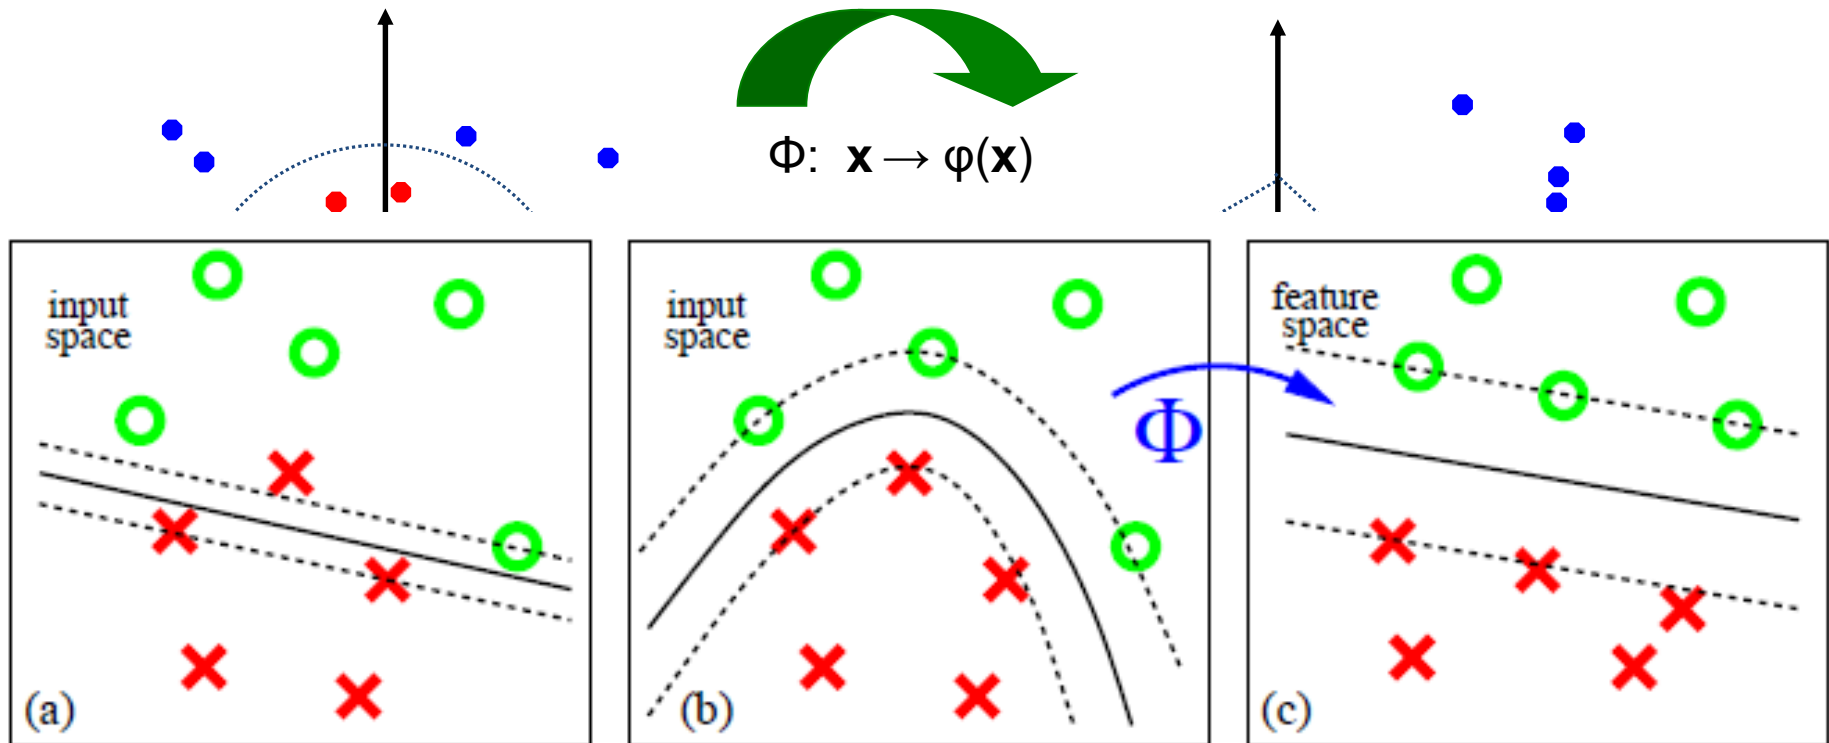 Φ: x → φ(x)
input
space
(a)
input
space
Φ
(b)
feature
space
(c)